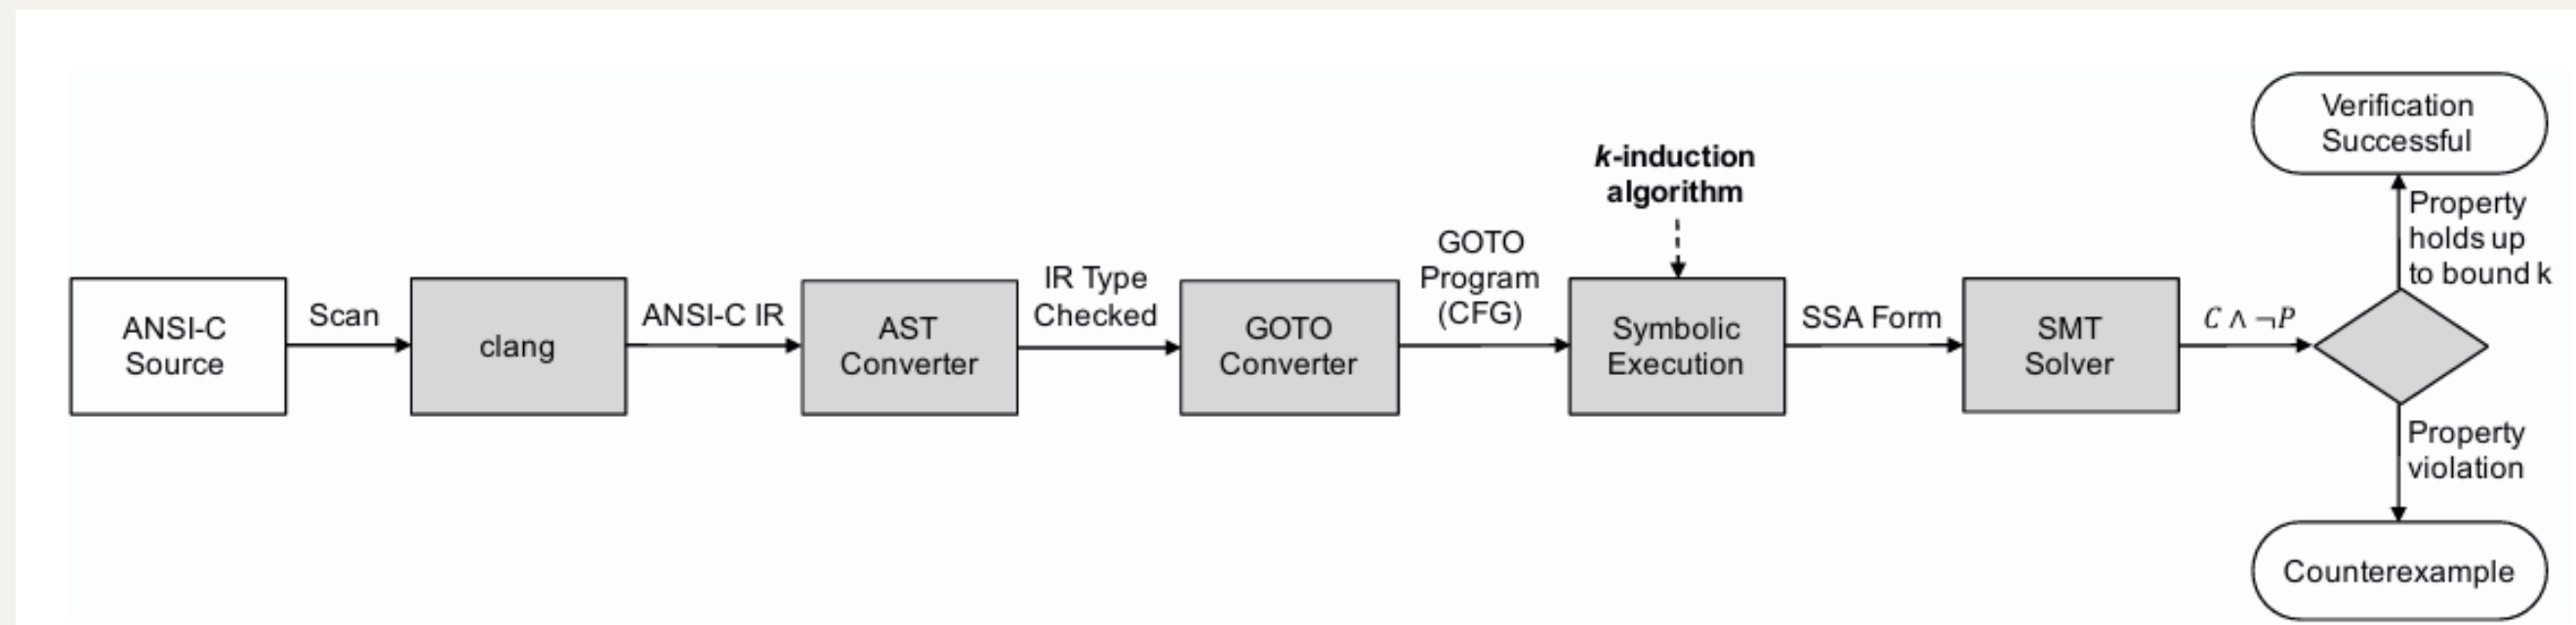 ANSI-C
Source
Scan
clang
ANSI-C IR
AST
Converter
IR Type
Checked
GOTO
Converter
GOTO
Program
(CFG)
k-induction
algorithm
Symbolic
Execution
SSA Form
SMT
Solver
C ∧ ¬P
Verification
Successful
Property
holds up
to bound k
Property
violation
Counterexample